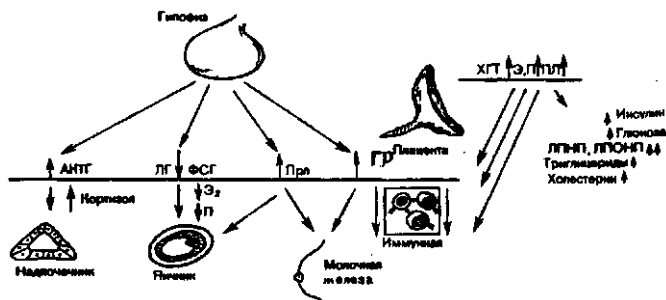 Гипофиз
ХГТ Э,П ПЛ
Плацента
Инсулин
Глюкоза
ЛПНП, ЛПОНП
Триглицериды
Холестерин
АНТГ ЛГ ФСГ Прл ГР
Кортизол
Э2
П
Иммунная
Надпочечник
Яичник
Молочная
железа